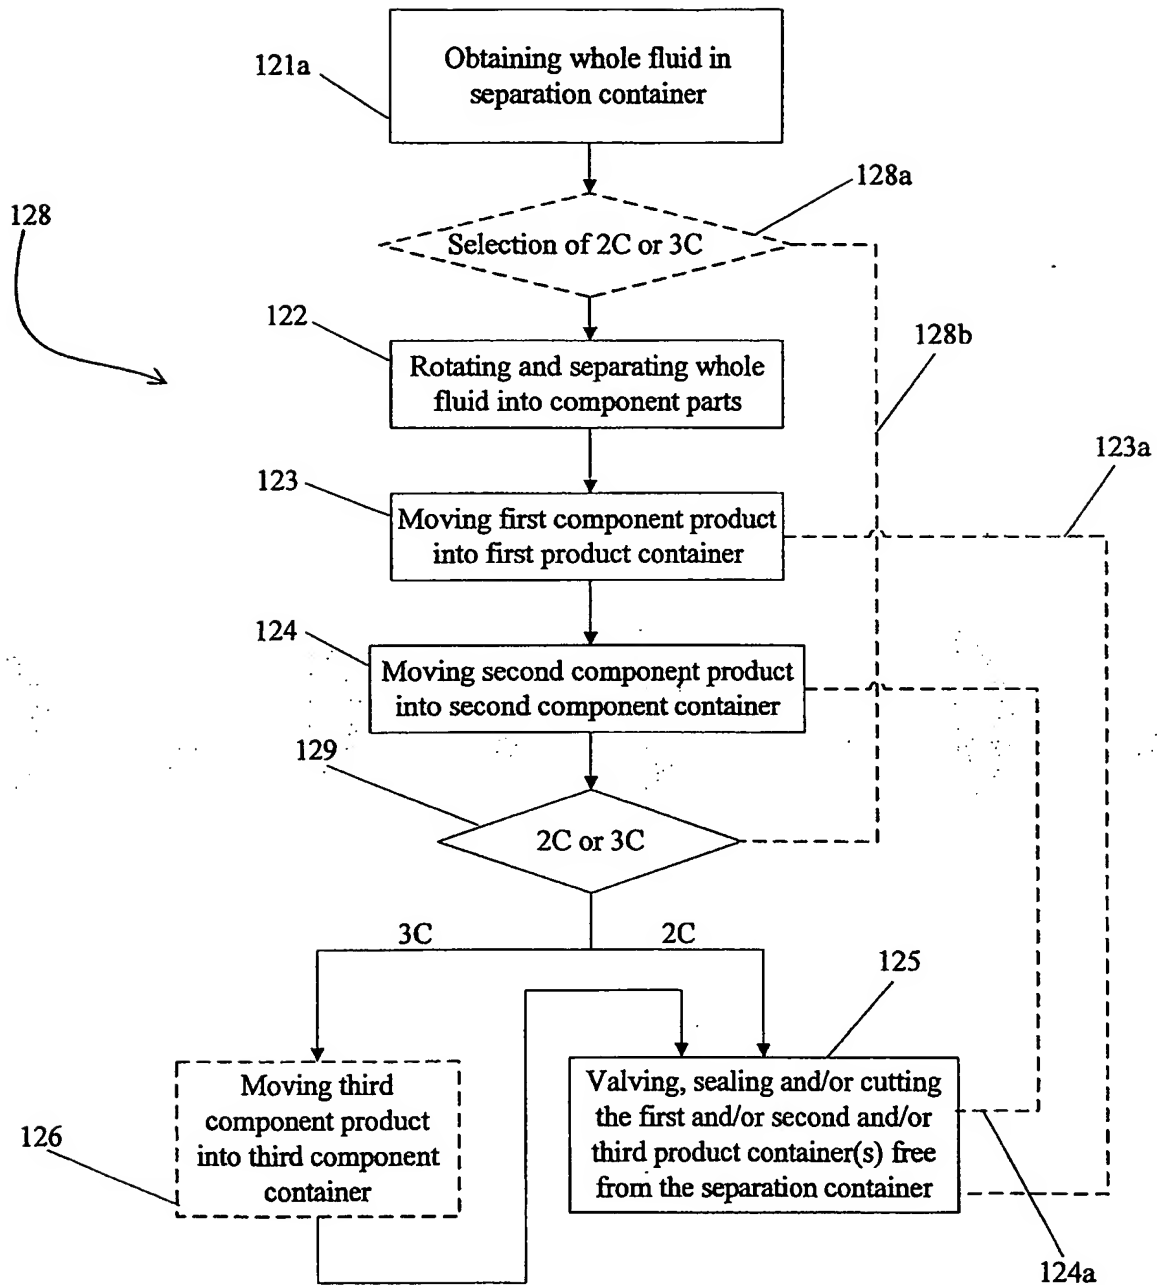 Obtaining whole fluid in
separation container
121a
128a
128
Selection of 2C or 3C
122
128b
Rotating and separating whole
fluid into component parts
123a
123
Moving first component product
into first product container
124
Moving second component product
into second component container
129
2C or 3C
3C
2C
125
Moving third
component product
into third component
container
126
Valving, sealing and/or cutting
the first and/or second and/or
third product container(s) free
from the separation container
124a